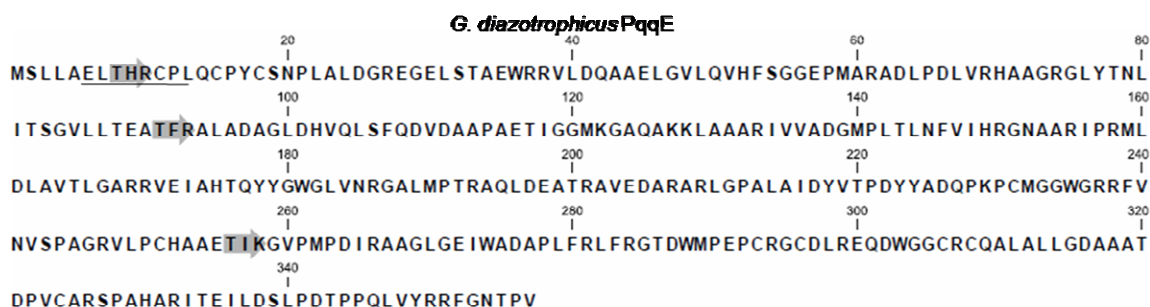 G. diazotrophicus PqqE
20 40 60 80
MSLLAELTHRCPLQCPYCSNPLALDGREGELSTAEWRRVLDQAAELGVLQVHFSGGEPMARADLPDLVRHAAGRGLYTNL
100 120 140 160
ITSGVLLTEATFRALADAGLDHVQLSFQDVDAAPAETIGGMKGAQAKKLAAARIVVADGMPLTLNFVIHRGNAARIPRML
180 200 220 240
DLAVTLGARRVEIAHTQYYGWGLVNRGALMPTRAQLDEATRAVEDARARLGPALAIDYVTPDYYADQPKPCMGGWGRRFV
260 280 300 320
NVSPAGRVLPCHAAETIKGVPMPDIRAAGLGEIWADAPLFRLFRGTDWMPEPCRGCDLREQDWGGCRCQALALLGDAAAT
340
DPVCARSPAHARITEILDSLPDTPPQLVYRRFGNTPV